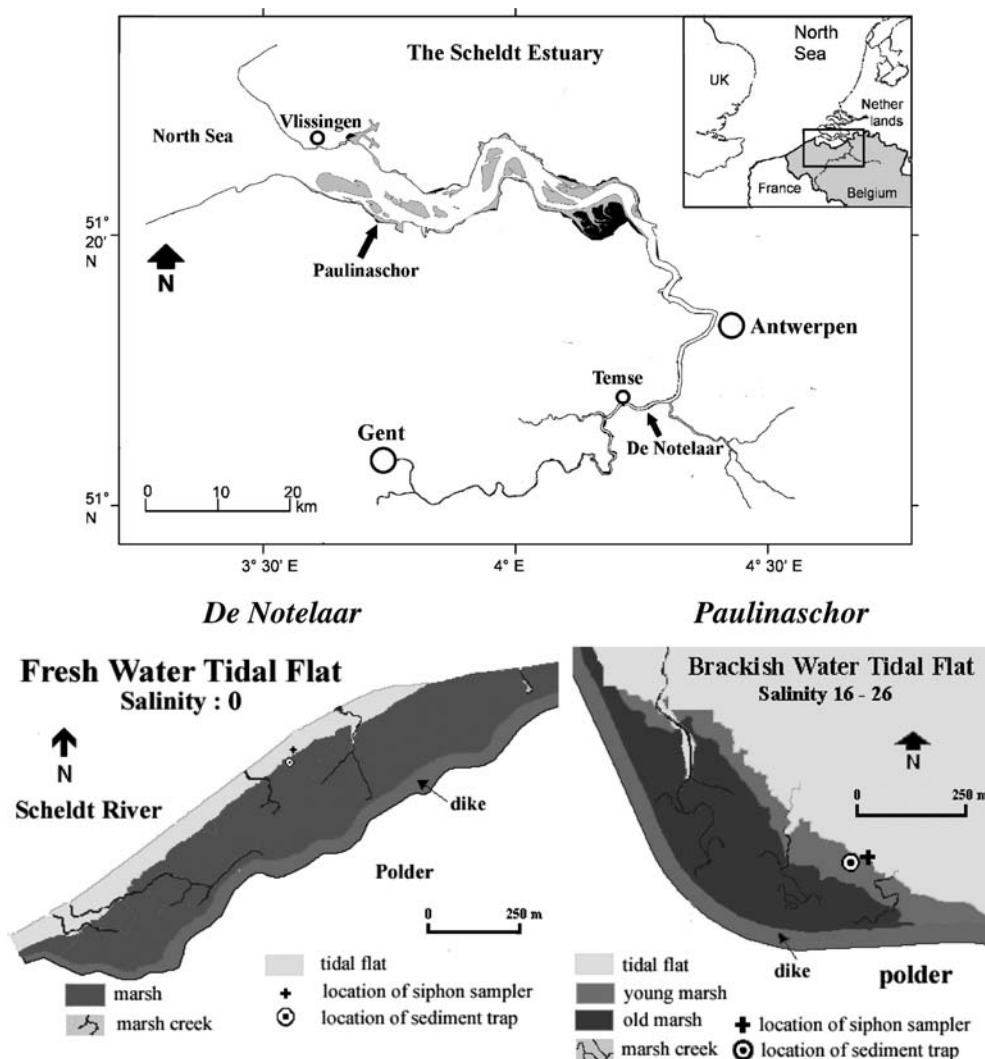 The Scheldt Estuary
North
Sea
UK
Nether
lands
France
Belgium
Vlissingen
North Sea
51°
20'
N
N
Paulinaschor
Antwerpen
Temse
De Notelaar
Gent
0 10 20
km
51°
N
3° 30' E
4° E
4° 30' E
De Notelaar
Paulinaschor
Fresh Water Tidal Flat
Salinity : 0
N
Scheldt River
dike
Polder
0 250 m
tidal flat
marsh
location of siphon sampler
marsh creek
location of sediment trap
Brackish Water Tidal Flat
Salinity 16 - 26
N
0 250 m
dike
polder
tidal flat
young marsh
old marsh
location of siphon sampler
marsh creek
location of sediment trap